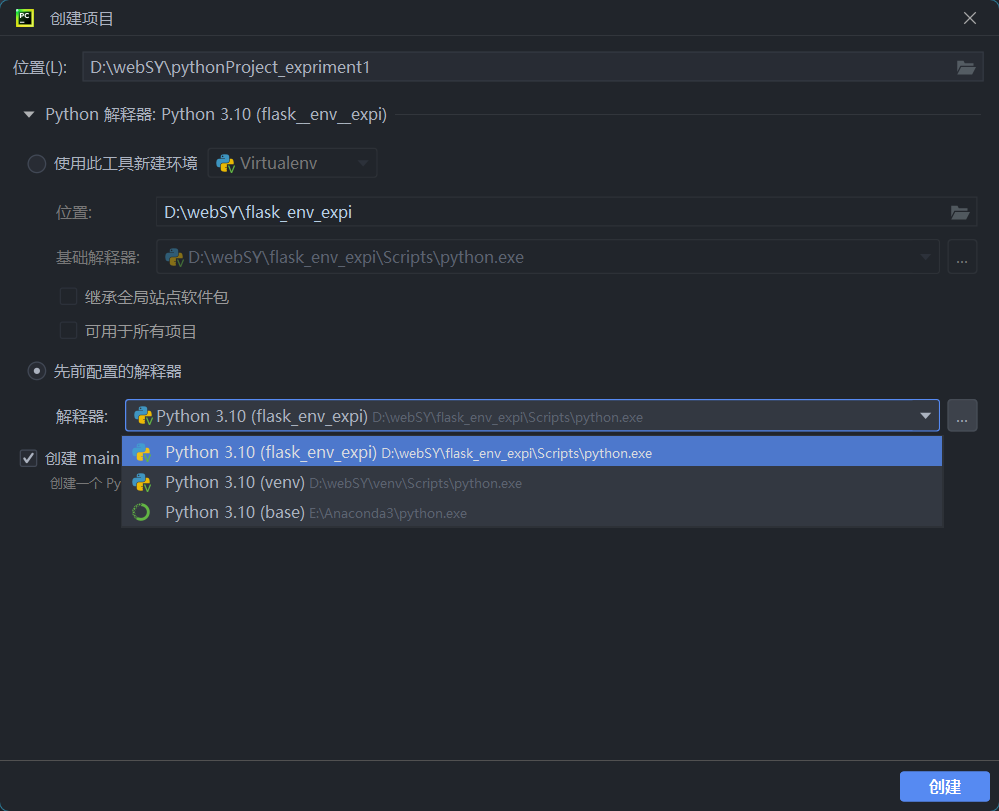 PC 创建项目
位置(L): D:\webSY\pythonProject_expriment1
Python 解释器: Python 3.10 (flask__env__expi)
使用此工具新建环境 Virtualenv
位置: D:\webSY\flask_env_expi
基础解释器: D:\webSY\flask_env_expi\Scripts\python.exe ...
继承全局站点软件包
可用于所有项目
先前配置的解释器
解释器: Python 3.10 (flask_env_expi) D:\webSY\flask_env_expi\Scripts\python.exe ...
创建 main
Python 3.10 (flask_env_expi) D:\webSY\flask_env_expi\Scripts\python.exe
创建一个 Py
Python 3.10 (venv) D:\webSY\venv\Scripts\python.exe
Python 3.10 (base) E:\Anaconda3\python.exe
创建